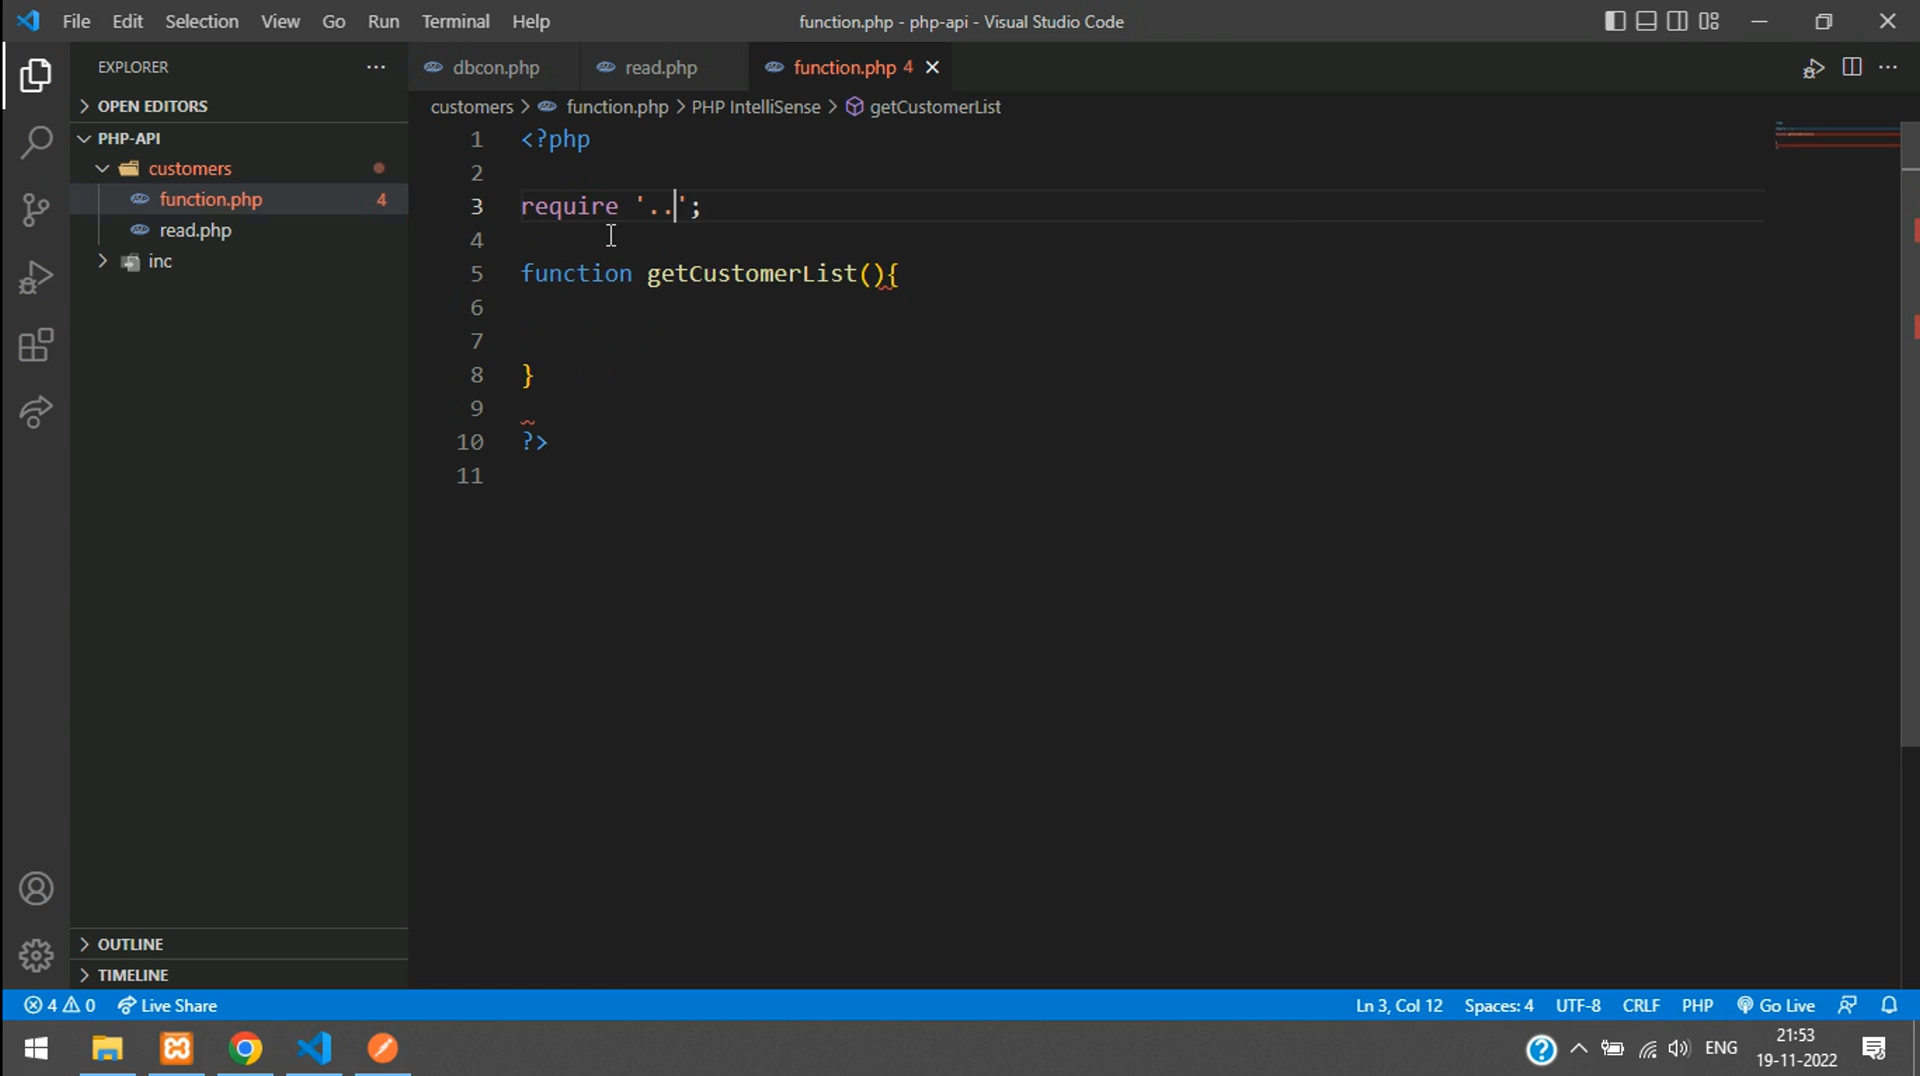 File Edit Selection View Go Run Terminal Help function.php - php-api - Visual Studio Code
EXPLORER
OPEN EDITORS
PHP-API
customers
function.php 4
read.php
inc
OUTLINE
TIMELINE
dbcon.php read.php function.php 4
customers > function.php > PHP IntelliSense > getCustomerList
1 <?php
2
3 require '..';
4
5 function getCustomerList(){
6
7
8 }
9
10 ?>
11
4 0 Live Share Ln 3, Col 12 Spaces: 4 UTF-8 CRLF PHP Go Live
ENG 21:53
19-11-2022